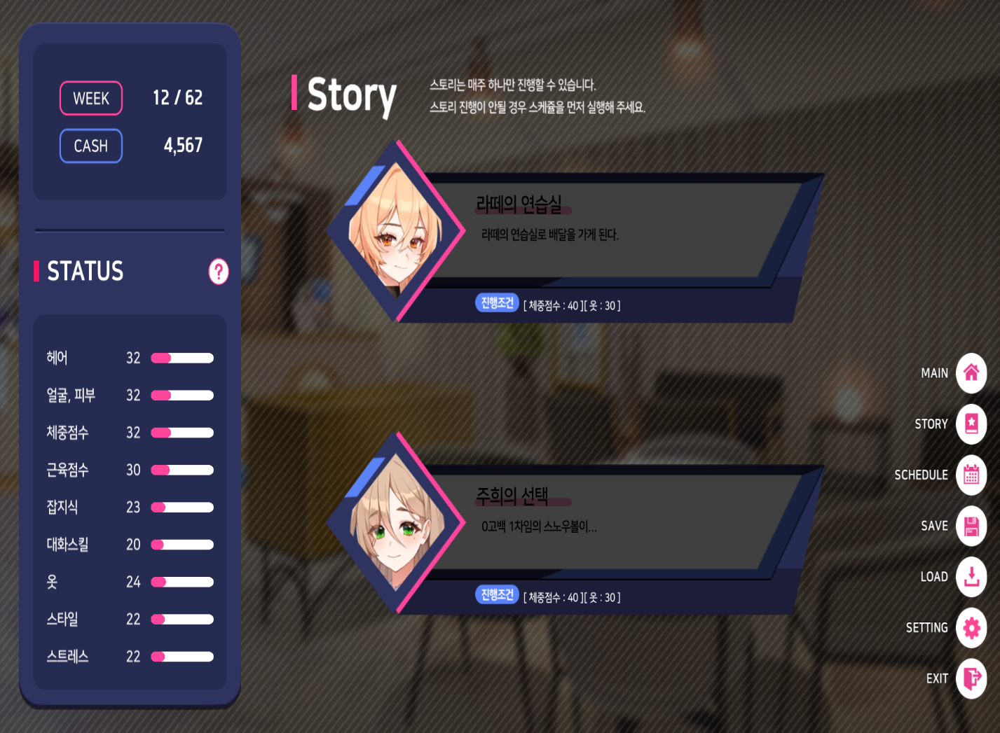 WEEK 12 / 62
CASH 4,567
STATUS ?
헤어 32
얼굴, 피부 32
체중점수 32
근육점수 30
잡지식 23
대화스킬 20
옷 24
스타일 22
스트레스 22
Story
스토리는 매주 하나만 진행할 수 있습니다.
스토리 진행이 안될 경우 스케쥴을 먼저 실행해 주세요.
라떼의 연습실
라떼의 연습실로 배달을 가게 된다.
진행조건 [ 체중점수 : 40 ][ 옷 : 30 ]
주희의 선택
0고백 1차임의 스노우볼이...
진행조건 [ 체중점수 : 40 ][ 옷 : 30 ]
MAIN
STORY
SCHEDULE
SAVE
LOAD
SETTING
EXIT